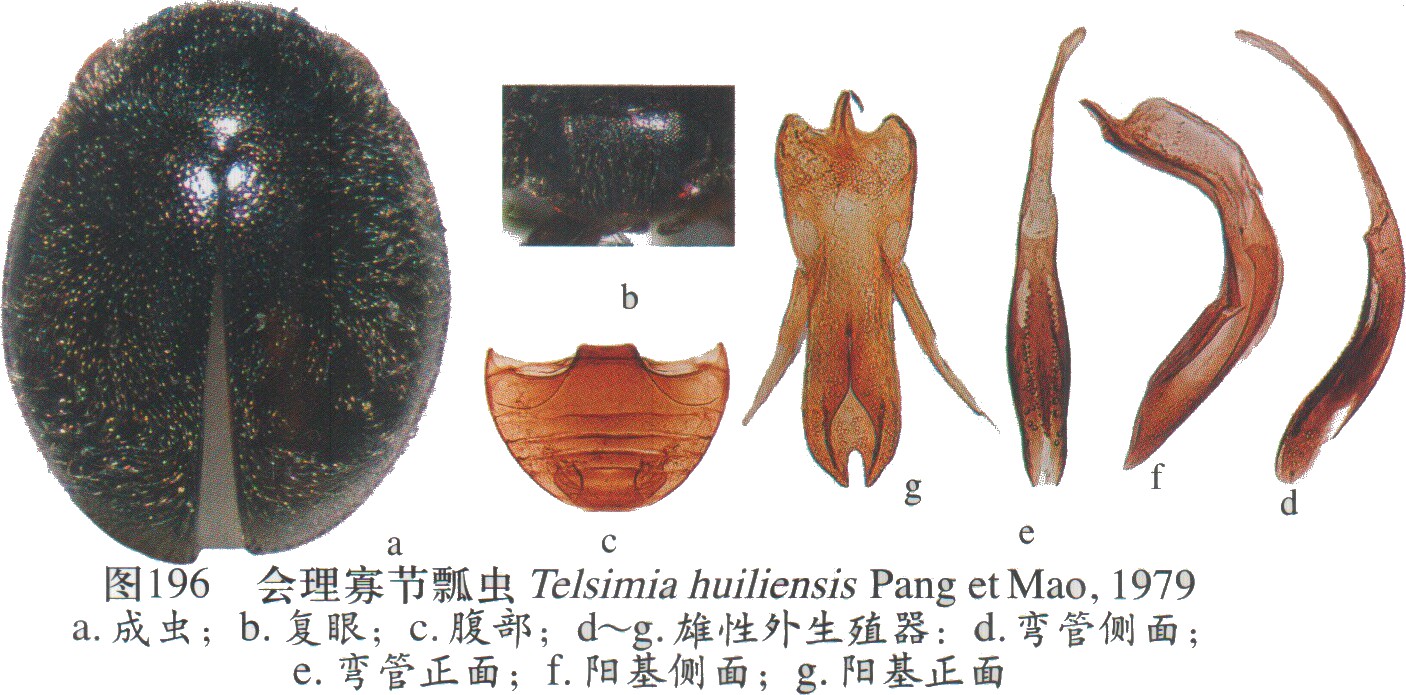 b
g
f
d
e
a
c
图196 会理寡节瓢虫 Telsimia huiliensis Pang et Mao, 1979
a. 成虫；b. 复眼；c. 腹部；d～g. 雄性外生殖器：d. 弯管侧面；
e. 弯管正面；f. 阳基侧面；g. 阳基正面